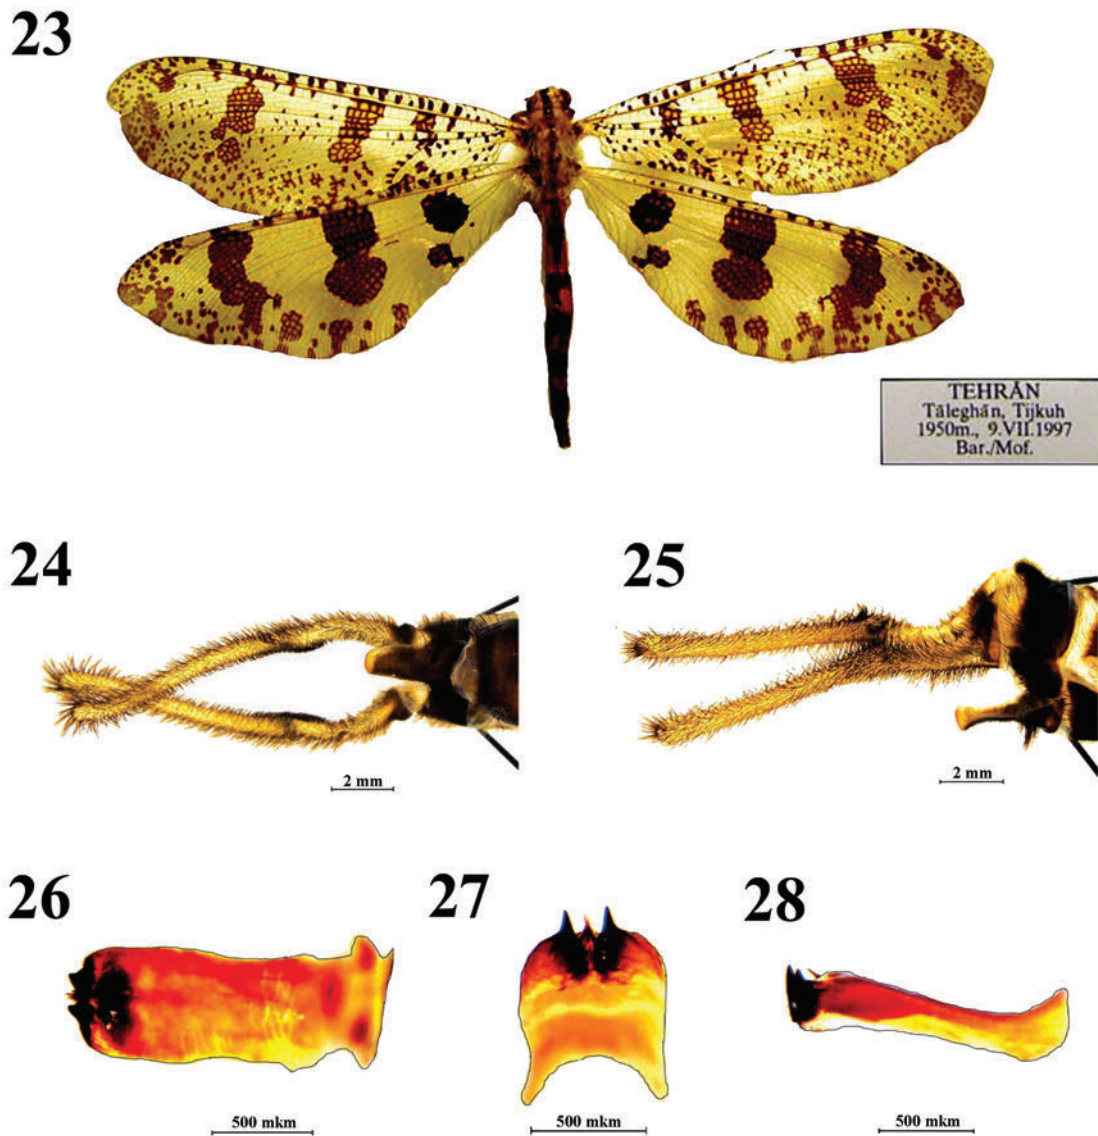 23
TEHRĀN
Tāleghān, Tijkuh
1950m., 9.VII.1997
Bar./Mof.
24
25
2 mm
2 mm
26
27
28
500 mkm
500 mkm
500 mkm